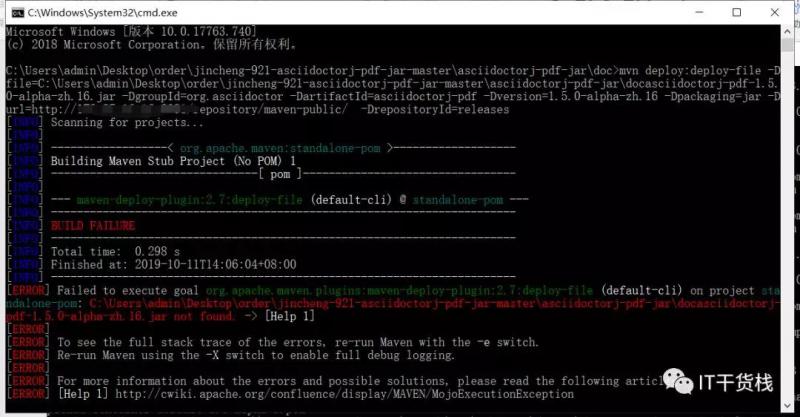 C:\Windows\System32\cmd.exe
Microsoft Windows [版本 10.0.17763.740]
(c) 2018 Microsoft Corporation。保留所有权利。
C:\Users\admin\Desktop\order\jincheng-921-asciidoctorj-pdf-jar-master\asciidoctorj-pdf-jar\doc>mvn deploy:deploy-file -D
file=C:\Users\admin\Desktop\order\jincheng-921-asciidoctorj-pdf-jar-master\asciidoctorj-pdf-jar\docasciidoctorj-pdf-1.5.
0-alpha-zh.16.jar -DgroupId=org.asciidoctor -DartifactId=asciidoctorj-pdf -Dversion=1.5.0-alpha-zh.16 -Dpackaging=jar -D
url=http://epository/maven-public/ -DrepositoryId=releases
[INFO] Scanning for projects...
[INFO]
[INFO] ------------------< org.apache.maven:standalone-pom >-------------------
[INFO] Building Maven Stub Project (No POM) 1
[INFO] --------------------------------[ pom ]---------------------------------
[INFO]
[INFO] --- maven-deploy-plugin:2.7:deploy-file (default-cli) @ standalone-pom ---
[INFO] ------------------------------------------------------------------------
[INFO] BUILD FAILURE
[INFO] ------------------------------------------------------------------------
[INFO] Total time:  0.298 s
[INFO] Finished at: 2019-10-11T14:06:04+08:00
[INFO] ------------------------------------------------------------------------
[ERROR] Failed to execute goal org.apache.maven.plugins:maven-deploy-plugin:2.7:deploy-file (default-cli) on project sta
ndalone-pom: C:\Users\admin\Desktop\order\jincheng-921-asciidoctorj-pdf-jar-master\asciidoctorj-pdf-jar\docasciidoctorj-
pdf-1.5.0-alpha-zh.16.jar not found. -> [Help 1]
[ERROR]
[ERROR] To see the full stack trace of the errors, re-run Maven with the -e switch.
[ERROR] Re-run Maven using the -X switch to enable full debug logging.
[ERROR]
[ERROR] For more information about the errors and possible solutions, please read the following artic
[ERROR] [Help 1] http://cwiki.apache.org/confluence/display/MAVEN/MojoExecutionException
IT干货栈